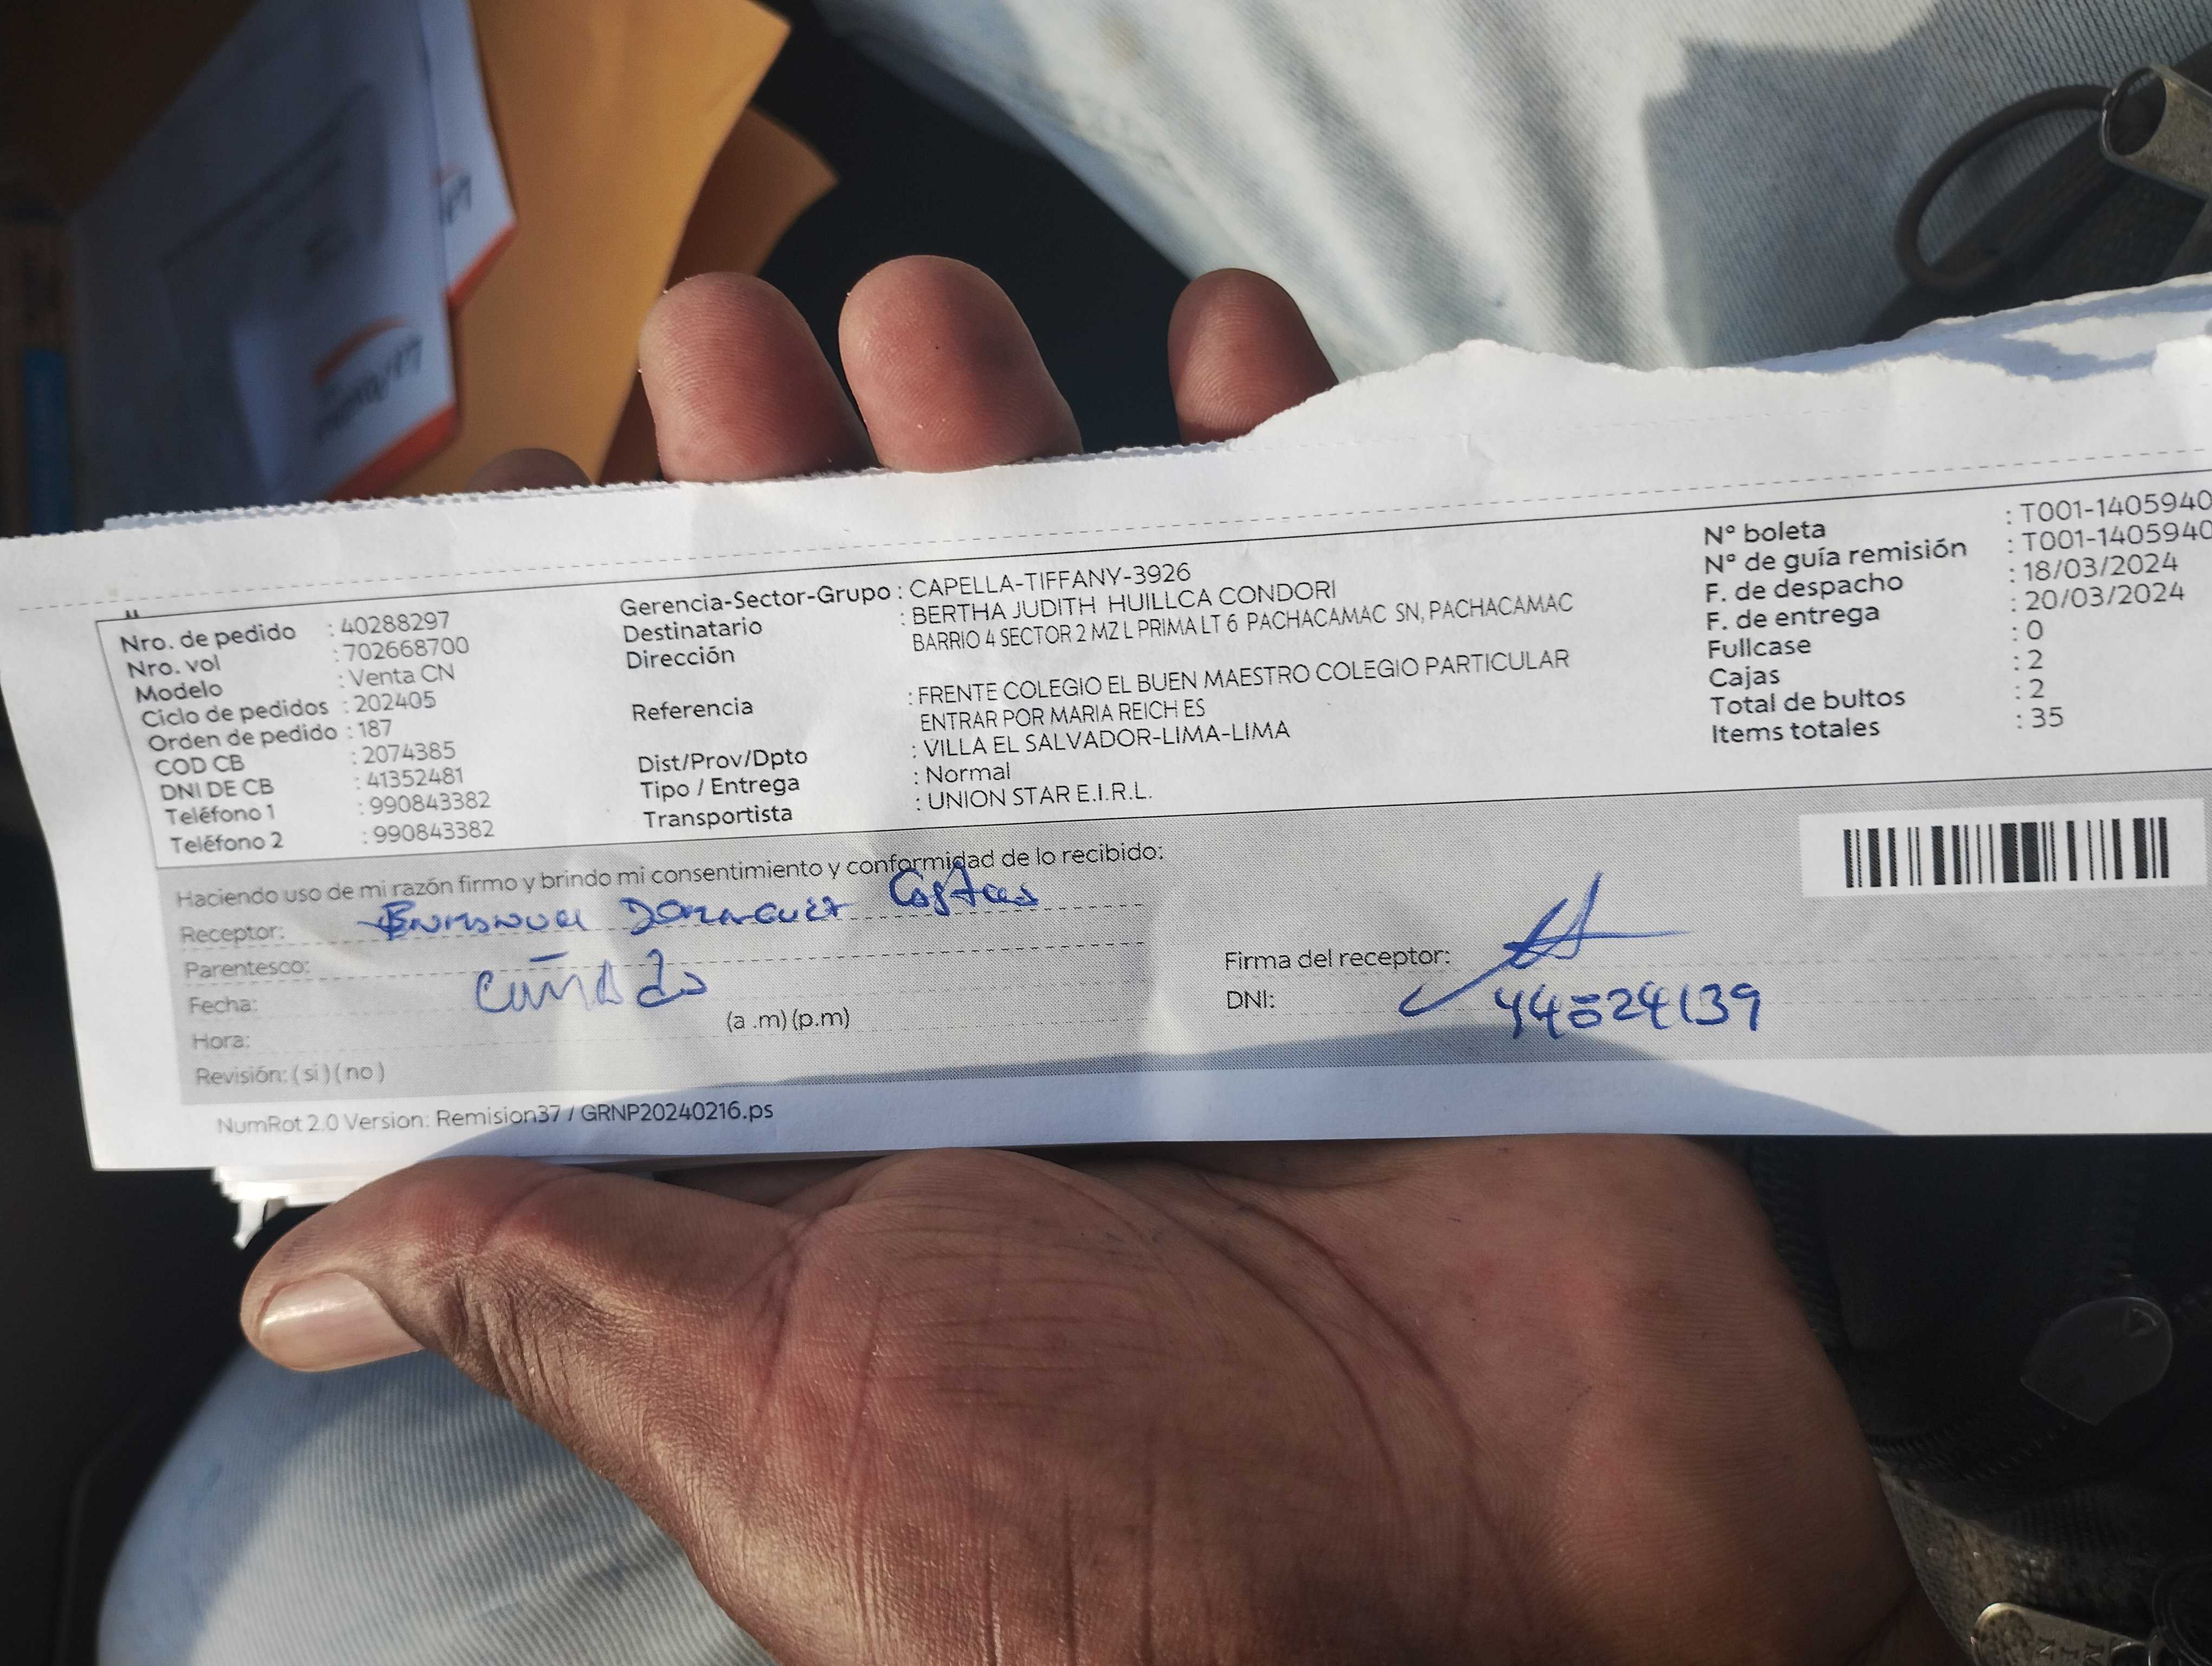 Nro. de pedido : 40288297
Nro. vol : 702668700
Modelo : Venta CN
Ciclo de pedidos : 202405
Orden de pedido : 187
COD CB : 2074385
DNI DE CB : 41352481
Teléfono 1 : 990843382
Teléfono 2 : 990843382
Gerencia-Sector-Grupo : CAPELLA-TIFFANY-3926
Destinatario : BERTHA JUDITH HUILLCA CONDORI
Dirección BARRIO 4 SECTOR 2 MZ L PRIMA LT 6 PACHACAMAC SN, PACHACAMAC
Referencia : FRENTE COLEGIO EL BUEN MAESTRO COLEGIO PARTICULAR
ENTRAR POR MARIA REICH ES
Dist/Prov/Dpto : VILLA EL SALVADOR-LIMA-LIMA
Tipo / Entrega : Normal
Transportista : UNION STAR E.I.R.L.
N° boleta : T001-1405940
N° de guía remisión : T001-1405940
F. de despacho : 18/03/2024
F. de entrega : 20/03/2024
Fullcase : 0
Cajas : 2
Total de bultos : 2
Items totales : 35
Haciendo uso de mi razón firmo y brindo mi consentimiento y conformidad de lo recibido:
Receptor:
Parentesco: cuñado
Fecha:
Hora: (a .m) (p.m)
Revisión: ( si ) ( no )
Firma del receptor:
DNI: 44024139
NumRot 2.0 Version: Remision37 / GRNP20240216.ps